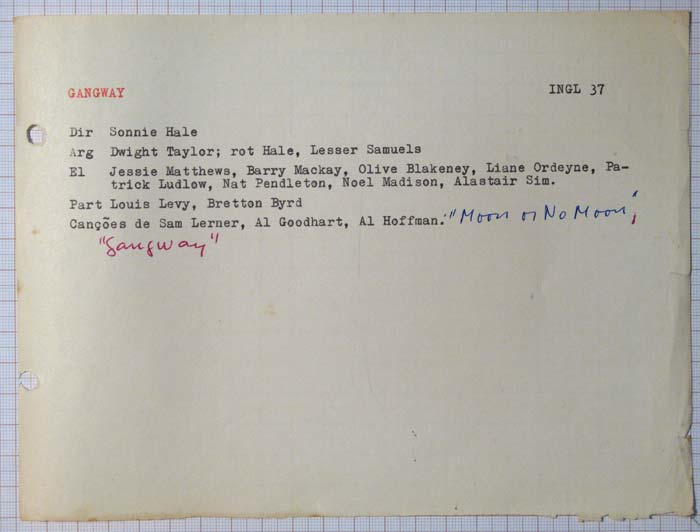 GANGWAY INGL 37
Dir Sonnie Hale
Arg Dwight Taylor; rot Hale, Lesser Samuels
El Jessie Matthews, Barry Mackay, Olive Blakeney, Liane Ordeyne, Pa-
trick Ludlow, Nat Pendleton, Noel Madison, Alastair Sim.
Part Louis Levy, Bretton Byrd
Canções de Sam Lerner, Al Goodhart, Al Hoffman: "Moon or No Moon",
"Gangway"